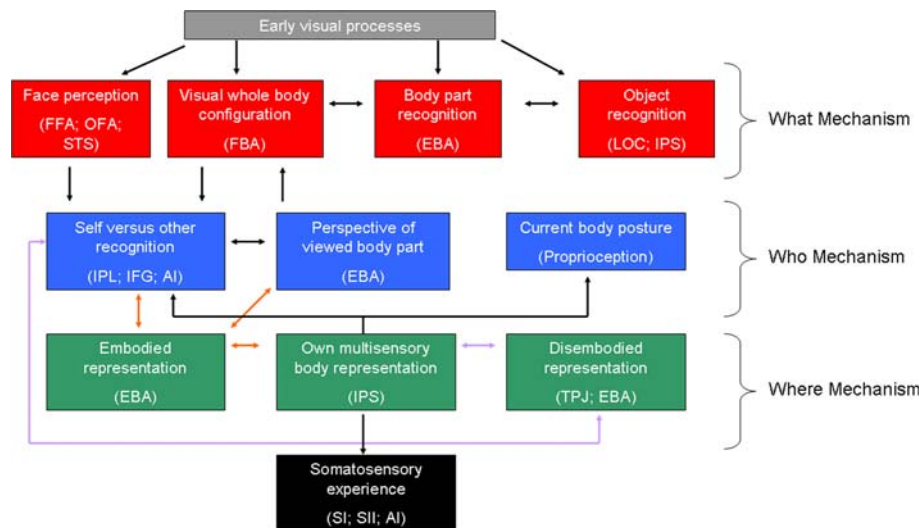 Early visual processes
Face perception
(FFA; OFA;
STS)
Visual whole body
configuration
(FBA)
Body part
recognition
(EBA)
Object
recognition
(LOC; IPS)
What Mechanism
Self versus other
recognition
(IPL; IFG; AI)
Perspective of
viewed body part
(EBA)
Current body posture
(Proprioception)
Who Mechanism
Embodied
representation
(EBA)
Own multisensory
body representation
(IPS)
Disembodied
representation
(TPJ; EBA)
Where Mechanism
Somatosensory
experience
(SI; SII; AI)